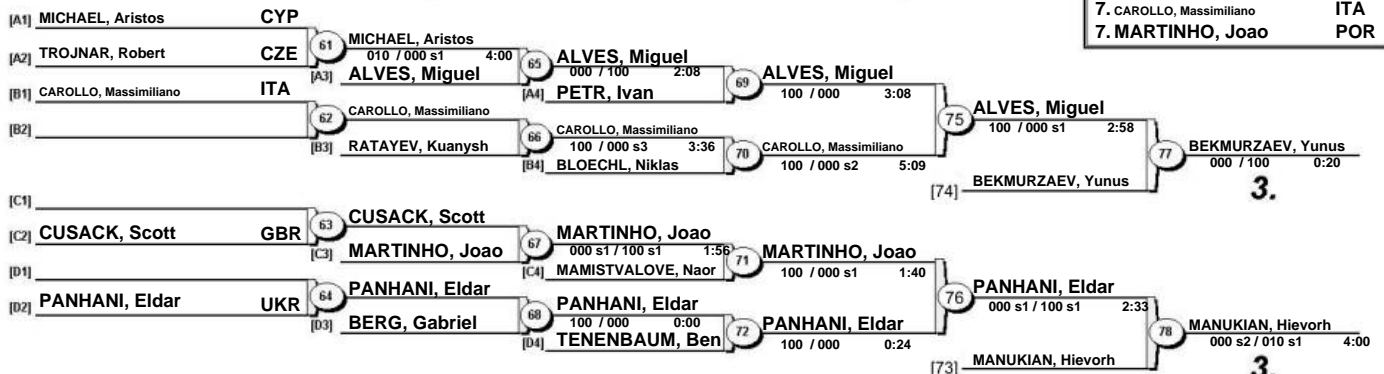 7. CAROLLO, Massimiliano ITA
7. MARTINHO, Joao POR
[A1] MICHAEL, Aristos CYP
[A2] TROJNAR, Robert CZE
61 MICHAEL, Aristos
010 / 000 s1 4:00
[A3] ALVES, Miguel
65 ALVES, Miguel
000 / 100 2:08
[A4] PETR, Ivan
69 ALVES, Miguel
100 / 000 3:08
[B1] CAROLLO, Massimiliano ITA
[B2]
62 CAROLLO, Massimiliano
[B3] RATAYEV, Kuanysh
66 CAROLLO, Massimiliano
100 / 000 s3 3:36
[B4] BLOECHL, Niklas
70 CAROLLO, Massimiliano
100 / 000 s2 5:09
75 ALVES, Miguel
100 / 000 s1 2:58
[74] BEKMURZAEV, Yunus
77 BEKMURZAEV, Yunus
000 / 100 0:20
3.
[C1]
[C2] CUSACK, Scott GBR
63 CUSACK, Scott
[C3] MARTINHO, Joao
67 MARTINHO, Joao
000 s1 / 100 s1 1:56
[C4] MAMISTVALOVE, Naor
71 MARTINHO, Joao
100 / 000 s1 1:40
[D1]
[D2] PANHANI, Eldar UKR
64 PANHANI, Eldar
[D3] BERG, Gabriel
68 PANHANI, Eldar
100 / 000 0:00
[D4] TENENBAUM, Ben
72 PANHANI, Eldar
100 / 000 0:24
76 PANHANI, Eldar
000 s1 / 100 s1 2:33
[73] MANUKIAN, Hievorh
78 MANUKIAN, Hievorh
000 s2 / 010 s1 4:00
3.